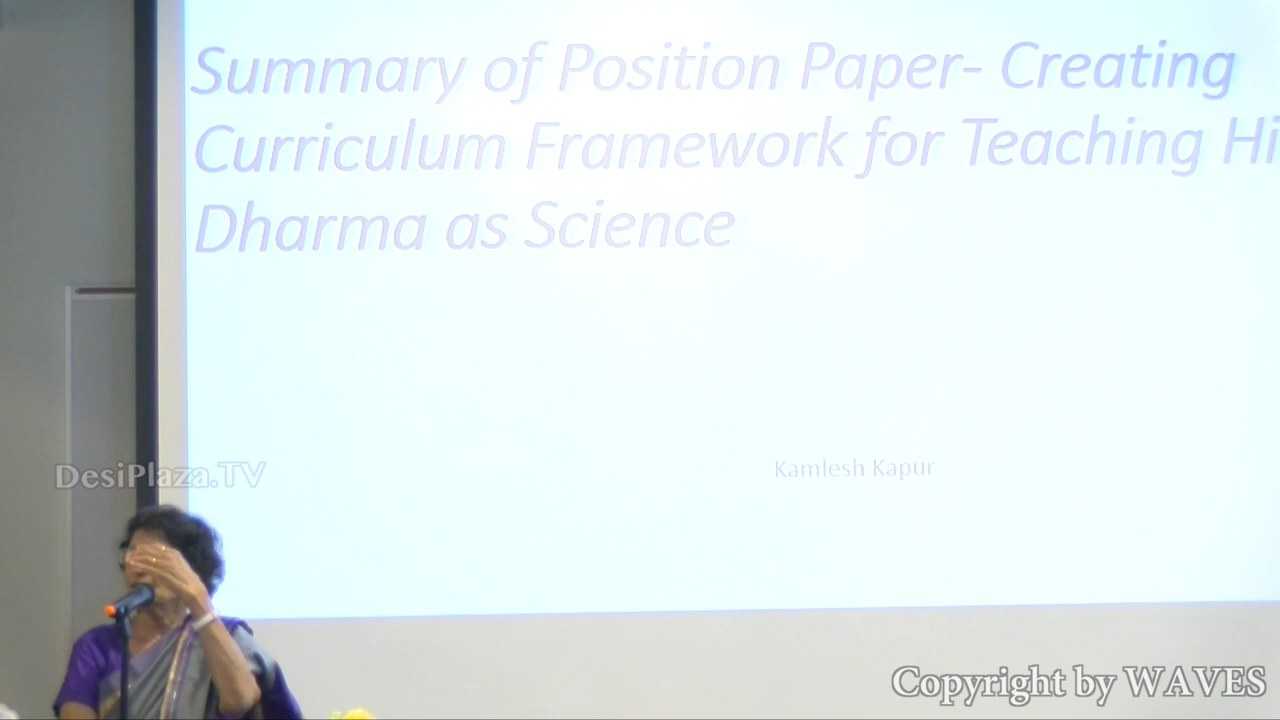 Summary of Position Paper- Creating
Curriculum Framework for Teaching Hi
Dharma as Science
Kamlesh Kapur
DesiPlaza.TV
Copyright by WAVES